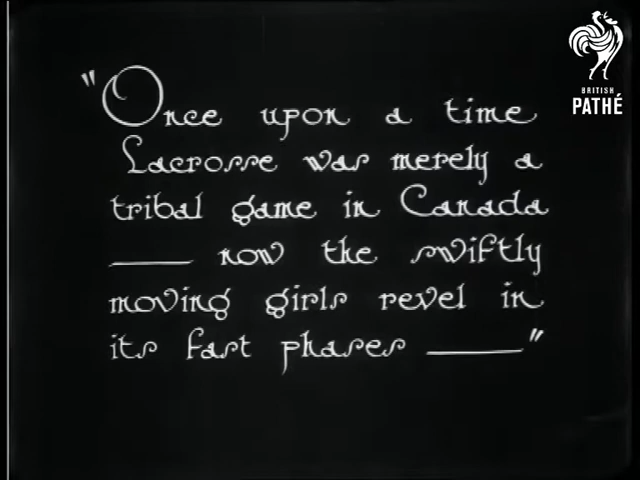 "Once upon a time
Lacrosse was merely a
tribal game in Canada
—— now the swiftly
moving girls revel in
its fast phases ——"
BRITISH
PATHÉ